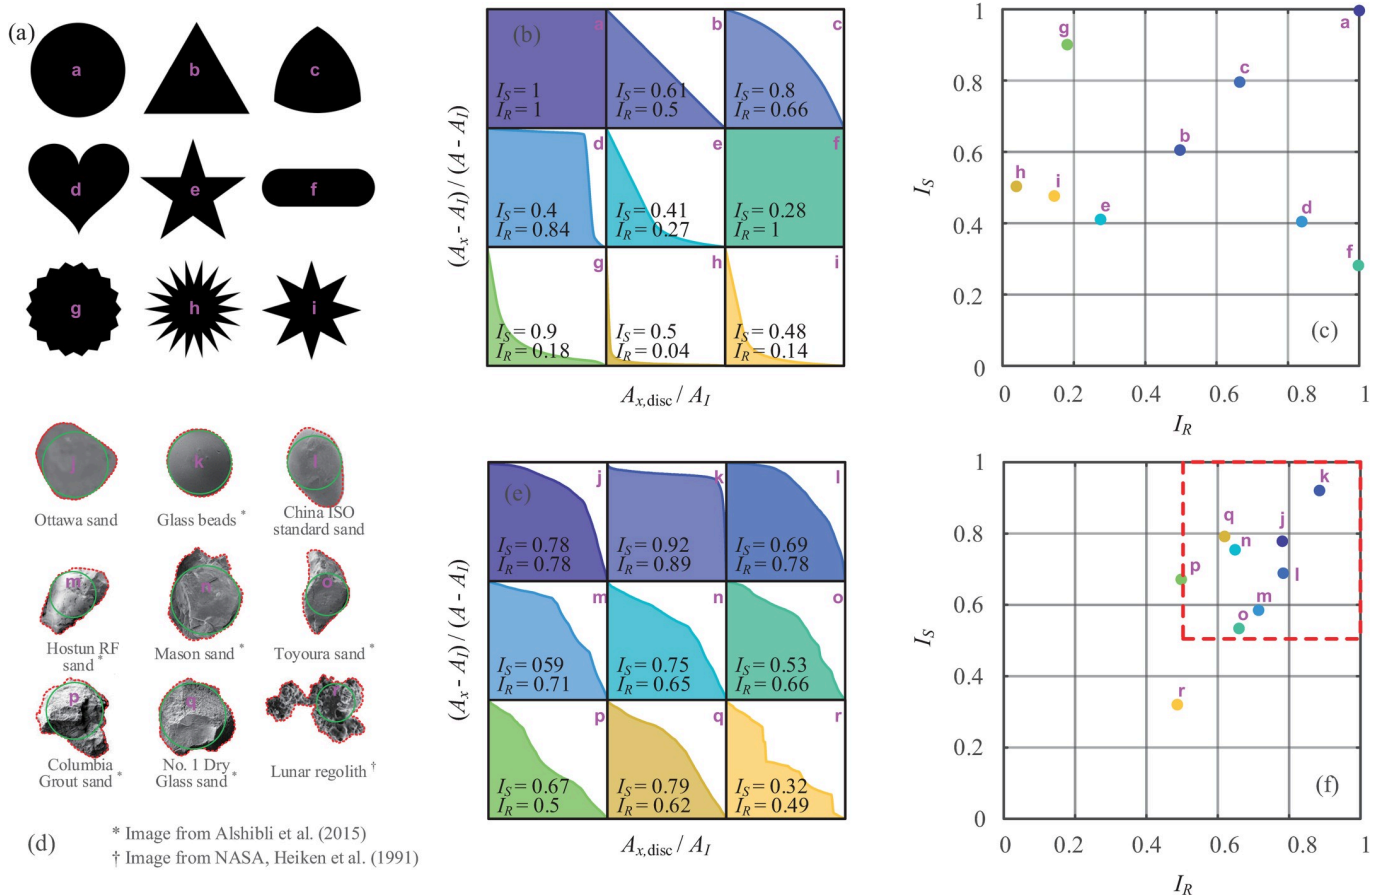 (a)
a
b
c
d
e
f
g
h
i
(b)
(Aₓ - A_I) / (A - A_I)
a
I_S = 1
I_R = 1
b
I_S = 0.61
I_R = 0.5
c
I_S = 0.8
I_R = 0.66
d
I_S = 0.4
I_R = 0.84
e
I_S = 0.41
I_R = 0.27
f
I_S = 0.28
I_R = 1
g
I_S = 0.9
I_R = 0.18
h
I_S = 0.5
I_R = 0.04
i
I_S = 0.48
I_R = 0.14
A_x,disc / A_I
I_S
1
0.8
0.6
0.4
0.2
0
a
g
c
b
h
i
e
d
f
(c)
0.2
0.4
0.6
0.8
1
I_R
j
Ottawa sand
k
Glass beads *
l
China ISO
standard sand
m
Hostun RF
sand *
n
Mason sand *
o
Toyoura sand *
p
Columbia
Grout sand *
q
No. 1 Dry
Glass sand *
r
Lunar regolith †
(d)
* Image from Alshibli et al. (2015)
† Image from NASA, Heiken et al. (1991)
(e)
(Aₓ - A_I) / (A - A_I)
j
I_S = 0.78
I_R = 0.78
k
I_S = 0.92
I_R = 0.89
l
I_S = 0.69
I_R = 0.78
m
I_S = 059
I_R = 0.71
n
I_S = 0.75
I_R = 0.65
o
I_S = 0.53
I_R = 0.66
p
I_S = 0.67
I_R = 0.5
q
I_S = 0.79
I_R = 0.62
r
I_S = 0.32
I_R = 0.49
A_x,disc / A_I
I_S
1
0.8
0.6
0.4
0.2
0
k
q
j
n
p
l
m
o
r
(f)
0
0.2
0.4
0.6
0.8
1
I_R